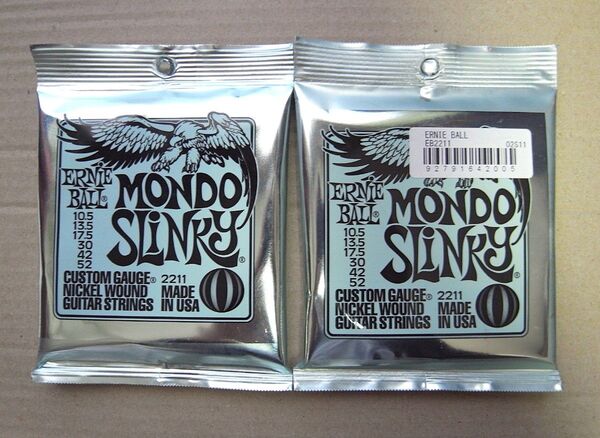 ERNIE
BALL®
MONDO
SLINKY®
10.5
13.5
17.5
30
42
52
CUSTOM GAUGE®
NICKEL WOUND
GUITAR STRINGS
2211
MADE
IN USA
ERNIE BALL
EB2211 02S11
92791642005
ERNIE
BALL®
MONDO
SLINKY®
10.5
13.5
17.5
30
42
52
CUSTOM GAUGE®
NICKEL WOUND
GUITAR STRINGS
2211
MADE
IN USA